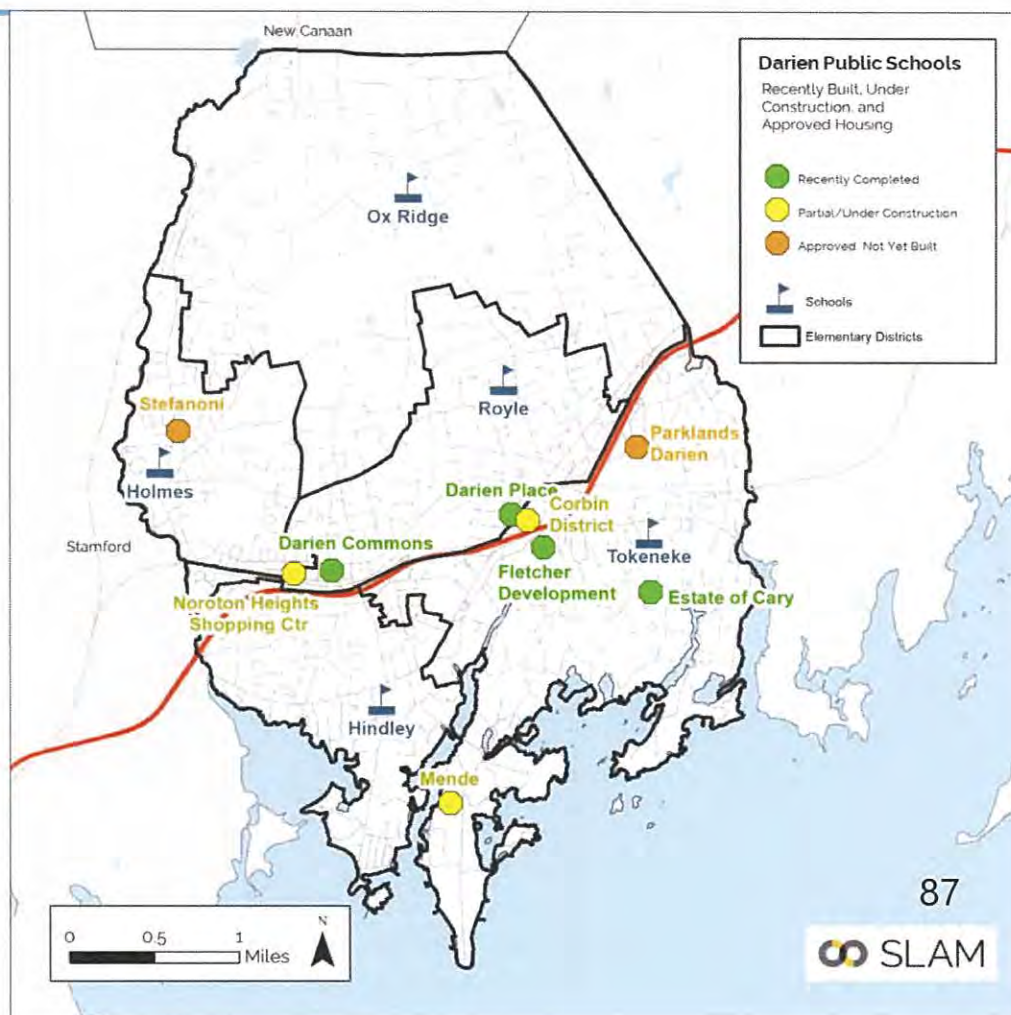 New Canaan
Darien Public Schools
Recently Built, Under
Construction, and
Approved Housing
Recently Completed
Partial/Under Construction
Approved Not Yet Built
Schools
Elementary Districts
Ox Ridge
Royle
Stefanoni
Holmes
Parklands
Darien
Darien Place
Corbin
District
Stamford
Darien Commons
Tokeneke
Fletcher
Development
Estate of Cary
Noroton Heights
Shopping Ctr
Hindley
Mende
87
0 0.5 1
Miles
N
SLAM